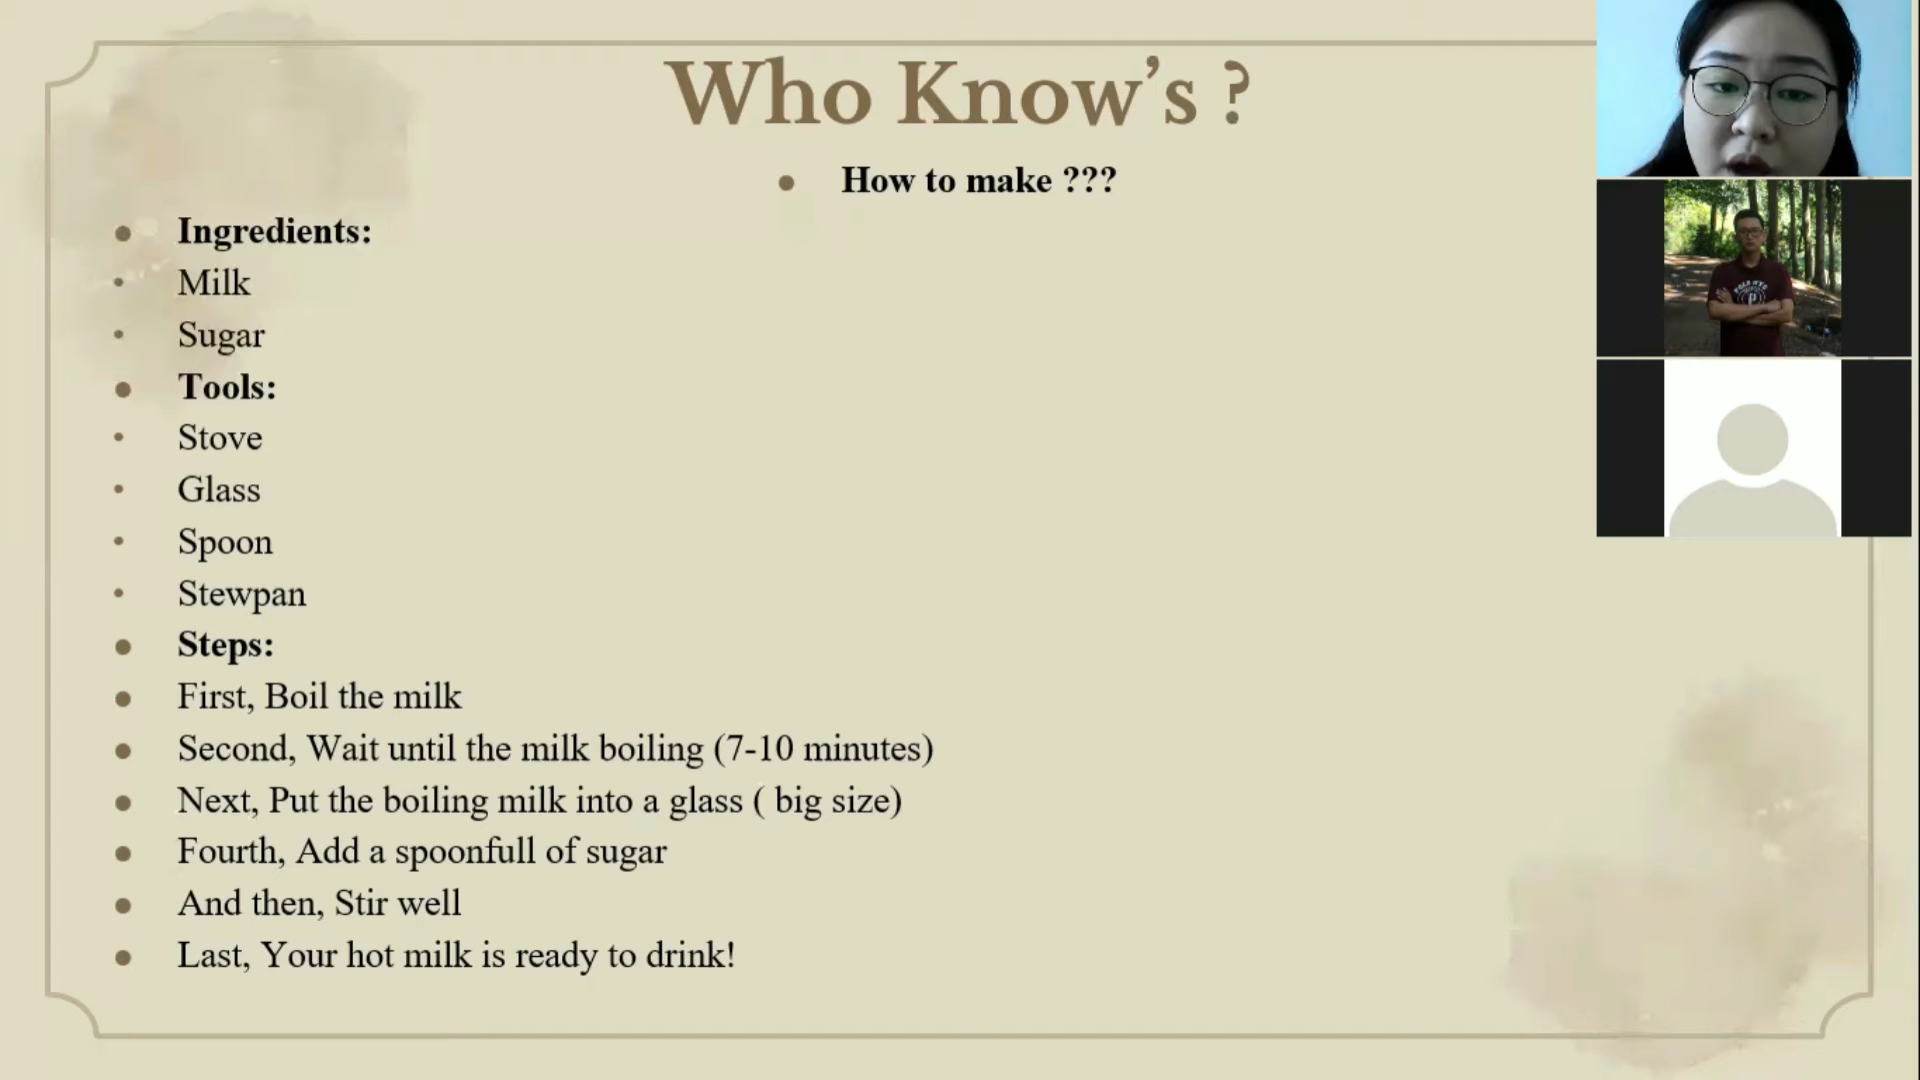 Who Know's ?
How to make ???
Ingredients:
Milk
Sugar
Tools:
Stove
Glass
Spoon
Stewpan
Steps:
First, Boil the milk
Second, Wait until the milk boiling (7-10 minutes)
Next, Put the boiling milk into a glass ( big size)
Fourth, Add a spoonfull of sugar
And then, Stir well
Last, Your hot milk is ready to drink!